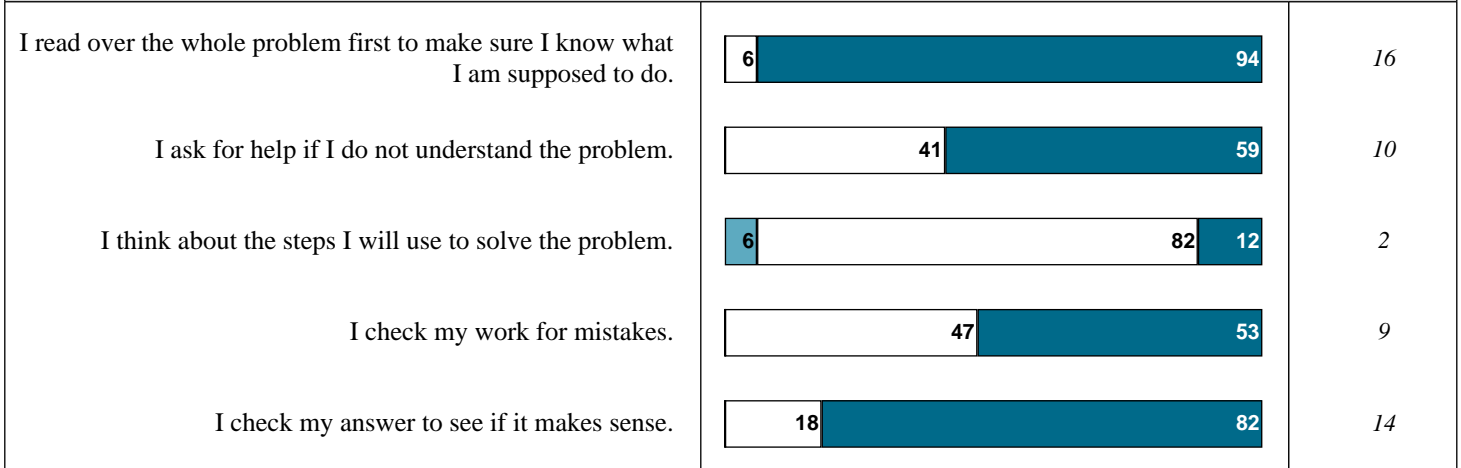 I read over the whole problem first to make sure I know what
I am supposed to do.
6 94 16
I ask for help if I do not understand the problem.
41 59 10
I think about the steps I will use to solve the problem.
6 82 12 2
I check my work for mistakes.
47 53 9
I check my answer to see if it makes sense.
18 82 14